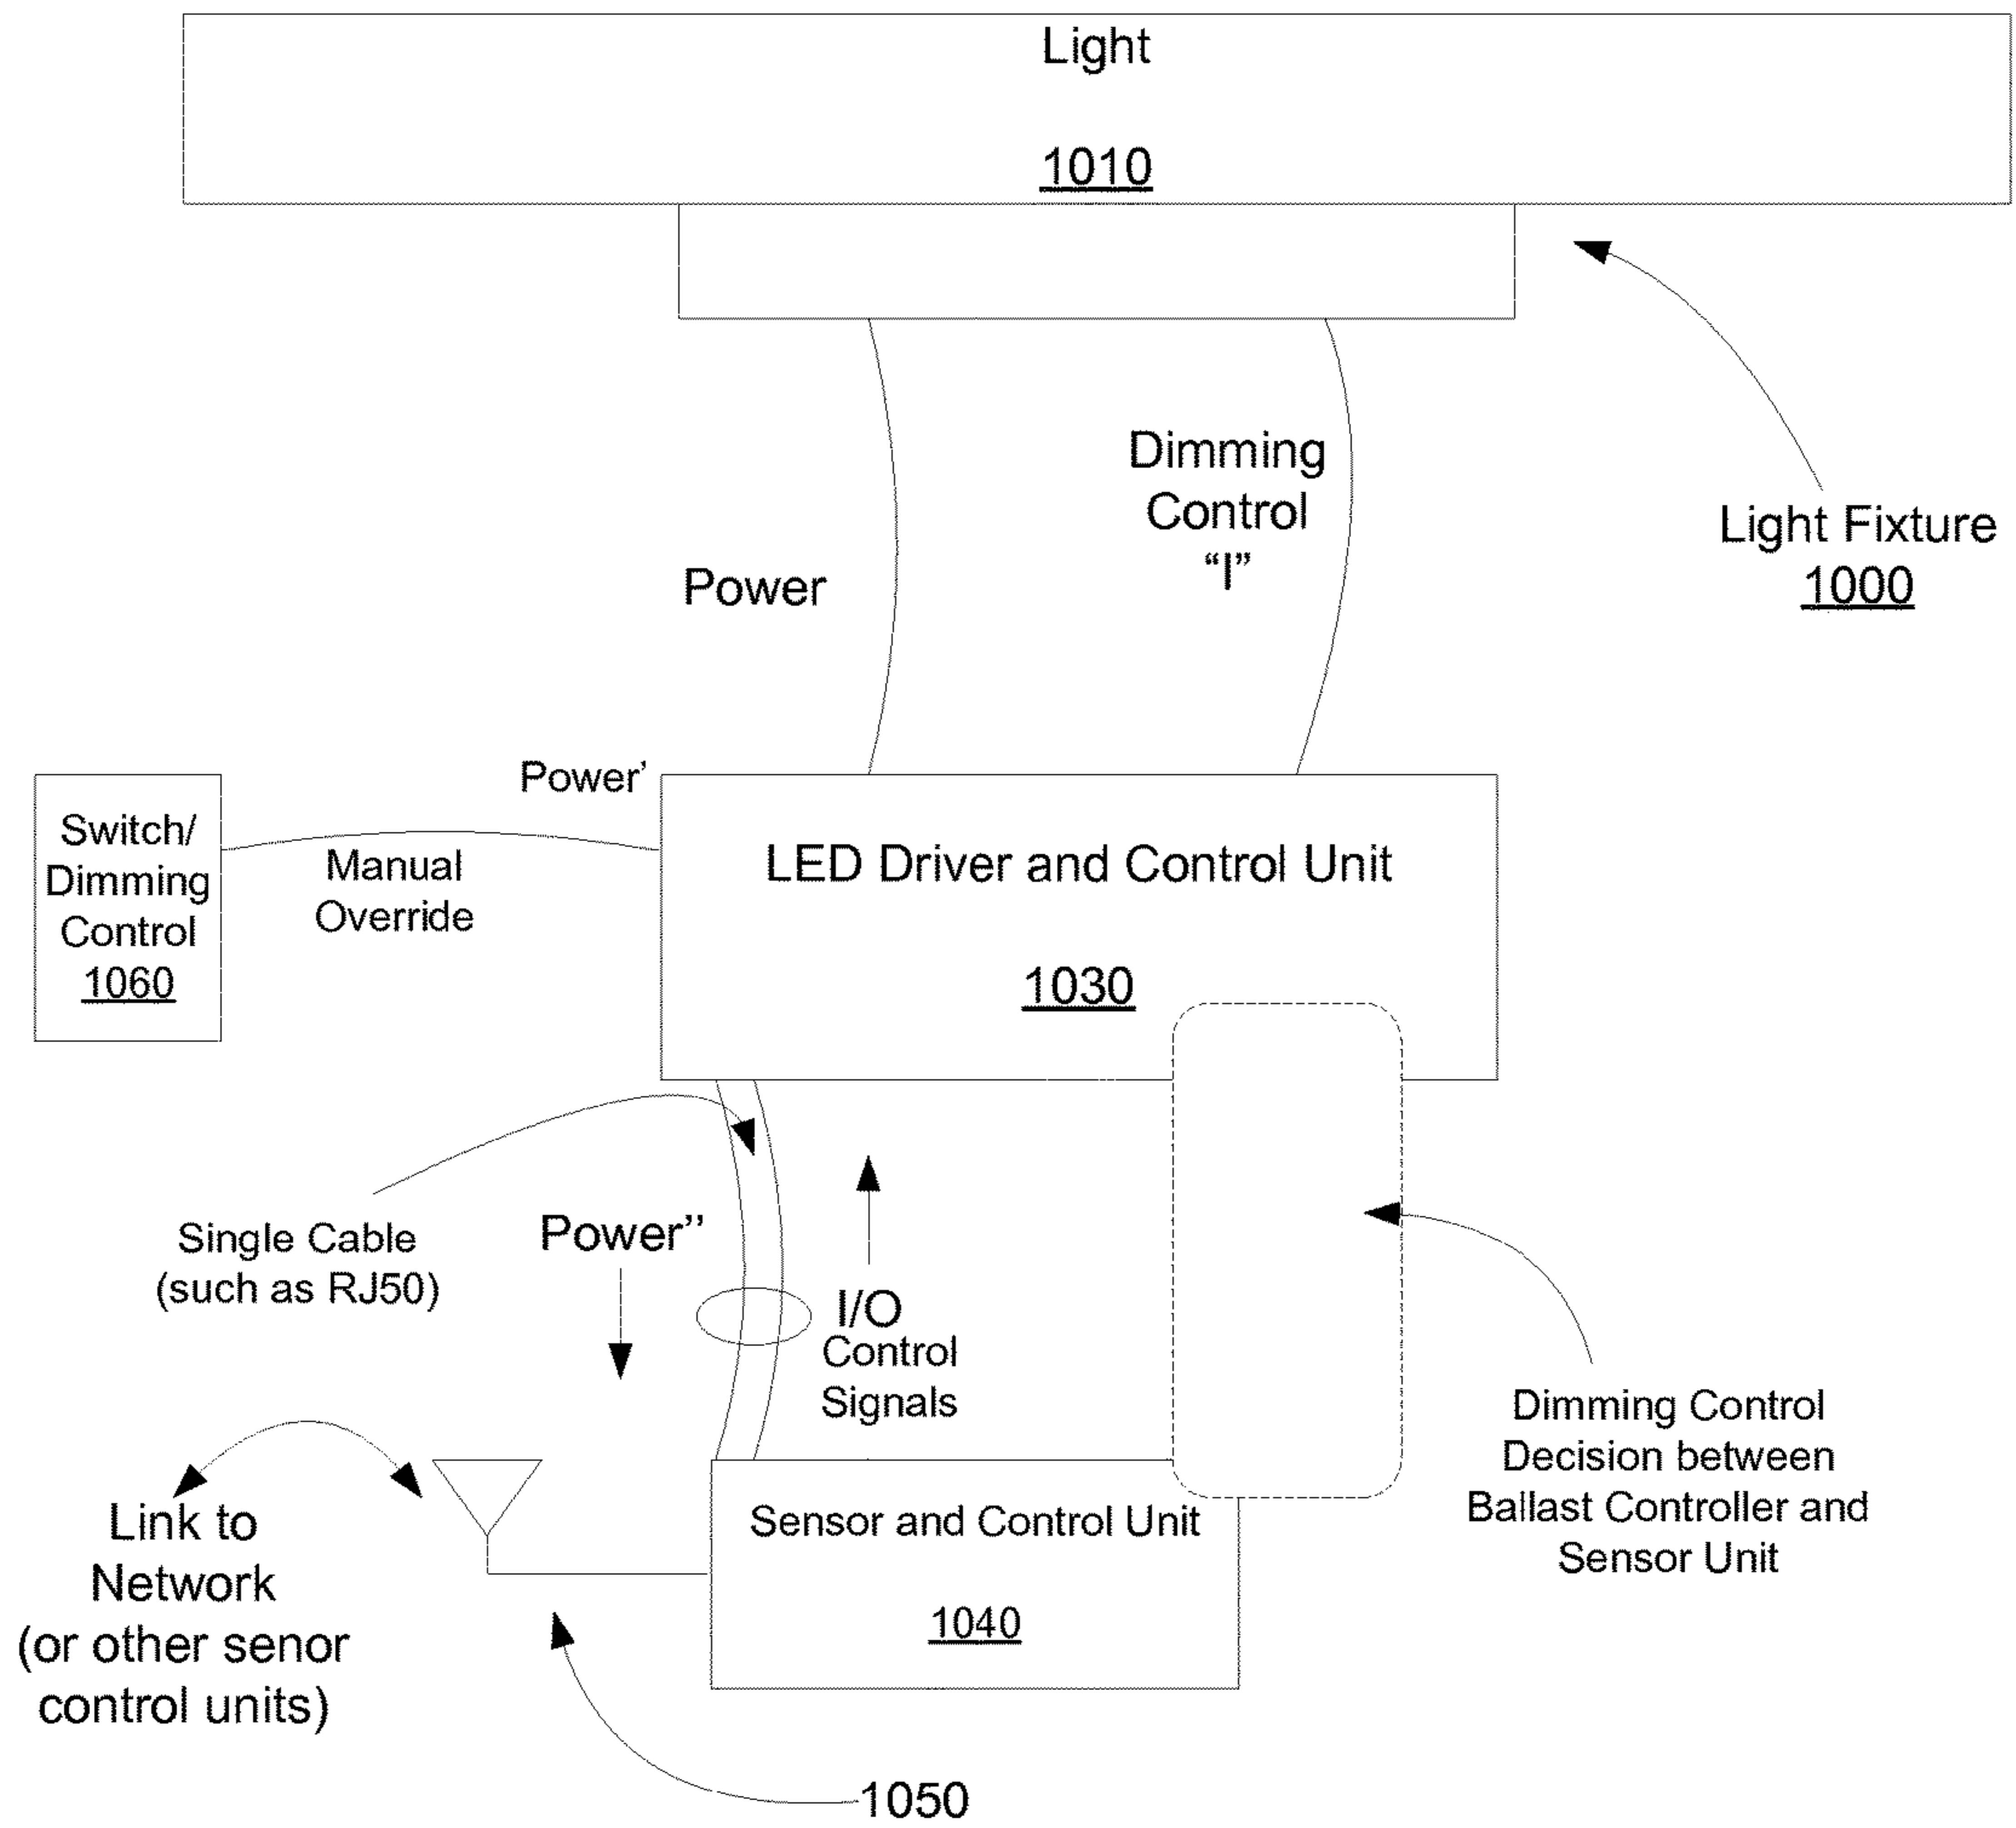 Light
1010
Dimming
Control
“I”
Power
Light Fixture
1000
Power’
Switch/
Dimming
Control
1060
Manual
Override
LED Driver and Control Unit
1030
Single Cable
(such as RJ50)
Power’’
I/O
Control
Signals
Dimming Control
Decision between
Ballast Controller and
Sensor Unit
Link to
Network
(or other senor
control units)
Sensor and Control Unit
1040
1050